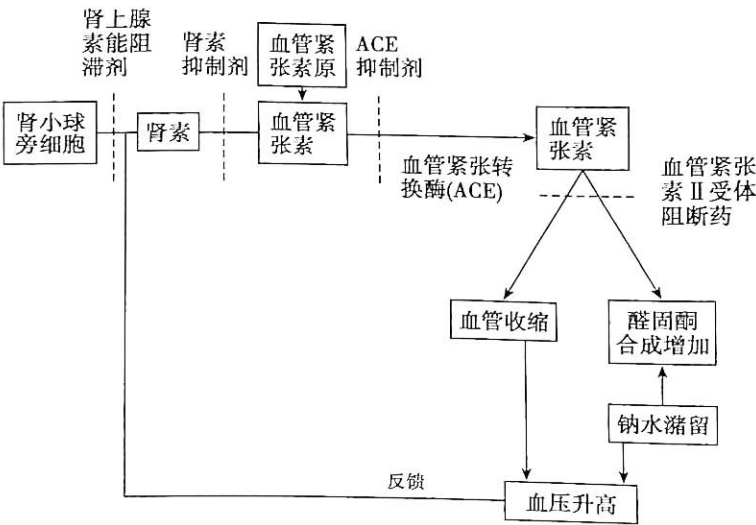 肾上腺
素能阻
滞剂
肾素
抑制剂
血管紧
张素原
ACE
抑制剂
肾小球
旁细胞
肾素
血管紧
张素
血管紧
张素
血管紧张转
换酶(ACE)
血管紧张
素Ⅱ受体
阻断药
血管收缩
醛固酮
合成增加
钠水潴留
反馈
血压升高